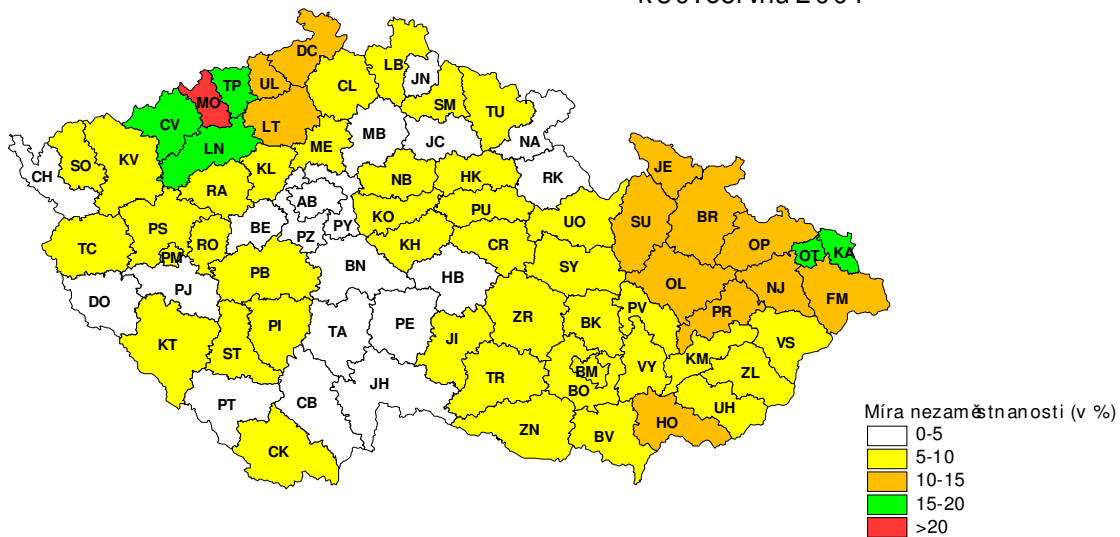 DC
LB
JN
TP
UL
CL
MO
SM
TU
CV
LT
MB
JC
NA
LN
ME
SO
KV
KL
CH
RA
NB
HK
RK
JE
AB
KO
PU
UO
SU
BR
PS
RO
BE
PZ
PY
TC
PM
KH
CR
OP
OT
KA
PB
BN
HB
SY
OL
NJ
FM
DO
PJ
PR
KT
ST
PI
TA
PE
JI
ZR
BK
PV
VS
KM
TR
BM
BO
VY
ZL
PT
CB
JH
UH
HO
ZN
BV
CK
Míra nezaměstnanosti (v %)
0-5
5-10
10-15
15-20
>20